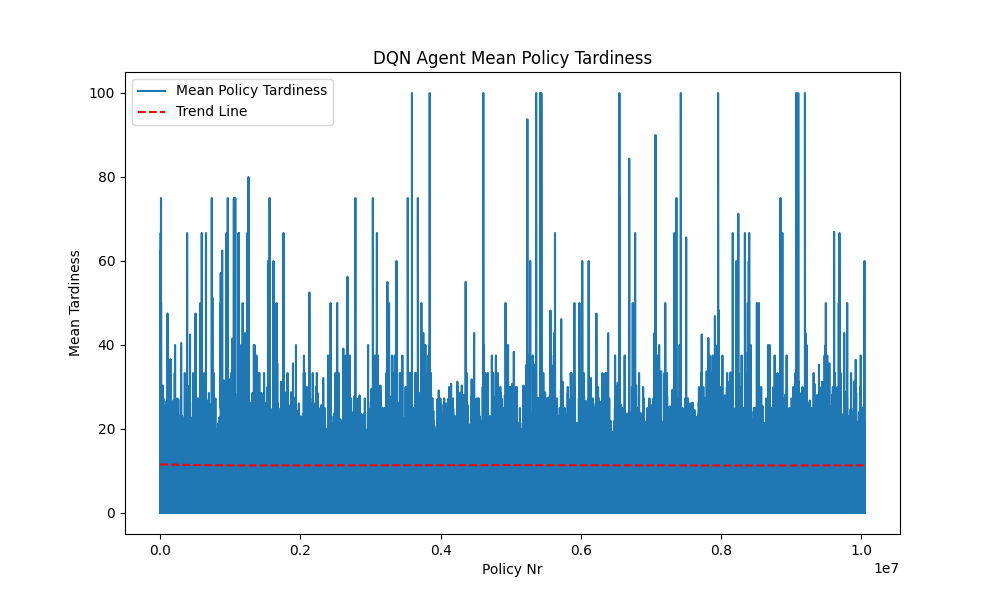 DQN Agent Mean Policy Tardiness
Mean Policy Tardiness
Trend Line
100
80
60
40
20
0
Mean Tardiness
0.0 0.2 0.4 0.6 0.8 1.0
1e7
Policy Nr